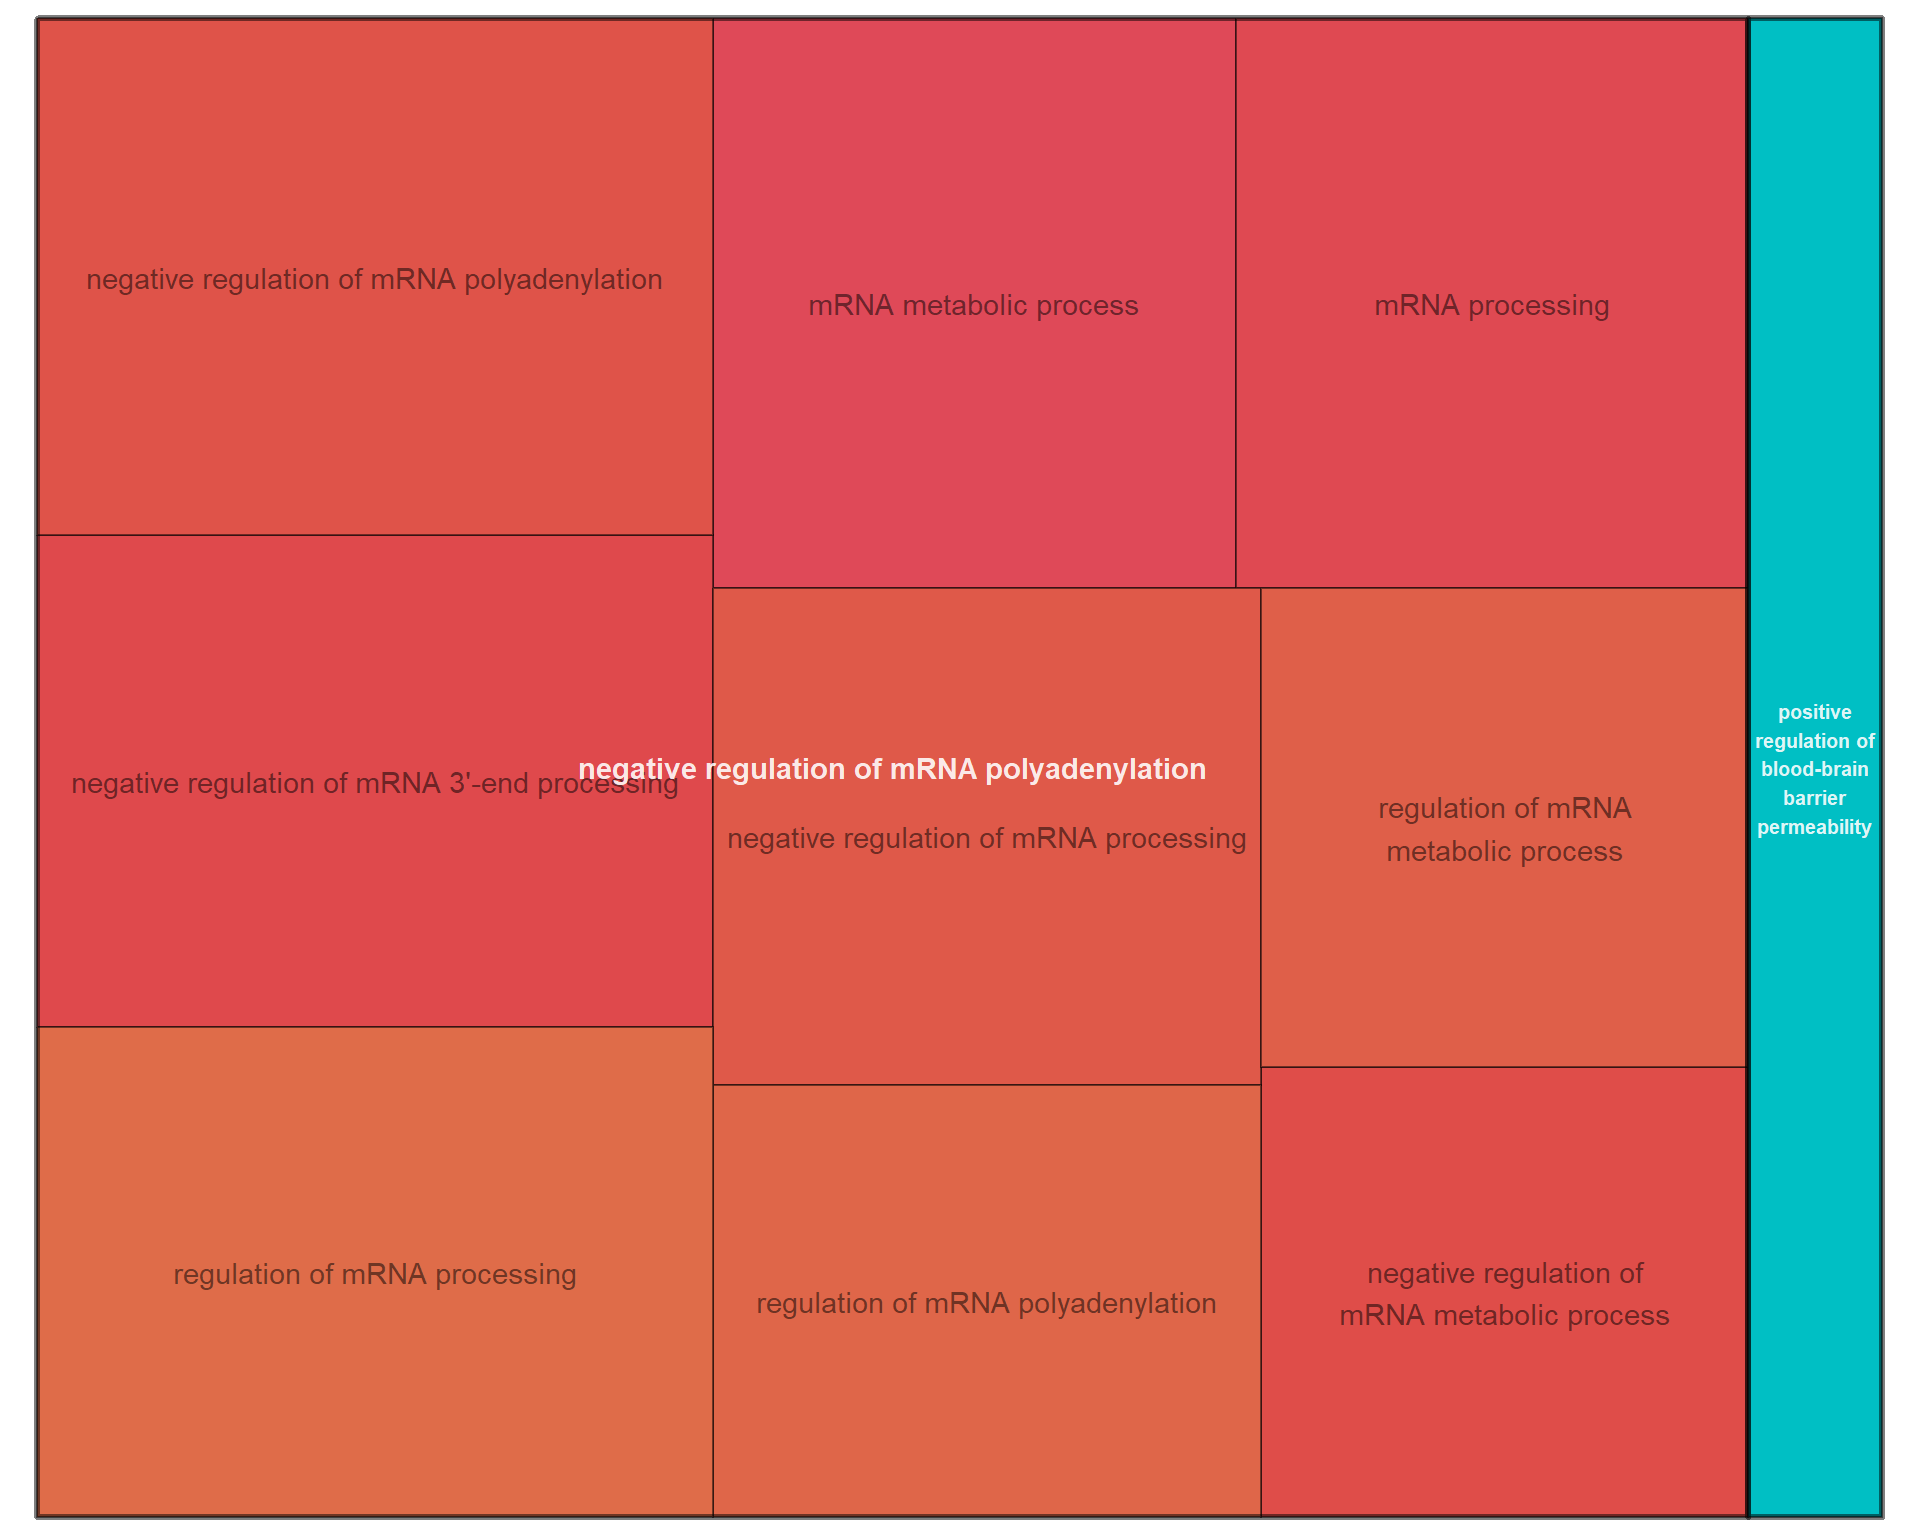 negative regulation of mRNA polyadenylation
mRNA metabolic process
mRNA processing
negative regulation of mRNA 3'-end processing
negative regulation of mRNA polyadenylation
negative regulation of mRNA processing
regulation of mRNA
metabolic process
positive
regulation of
blood-brain
barrier
permeability
regulation of mRNA processing
regulation of mRNA polyadenylation
negative regulation of
mRNA metabolic process